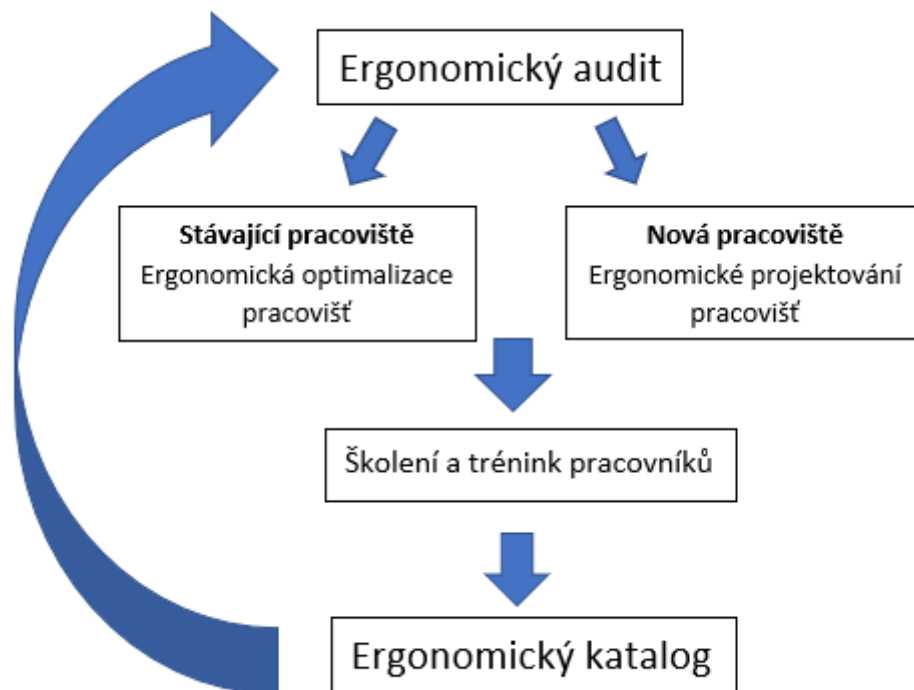 Ergonomický audit
Stávající pracoviště
Ergonomická optimalizace
pracovišť
Nová pracoviště
Ergonomické projektování
pracovišť
Školení a trénink pracovníků
Ergonomický katalog